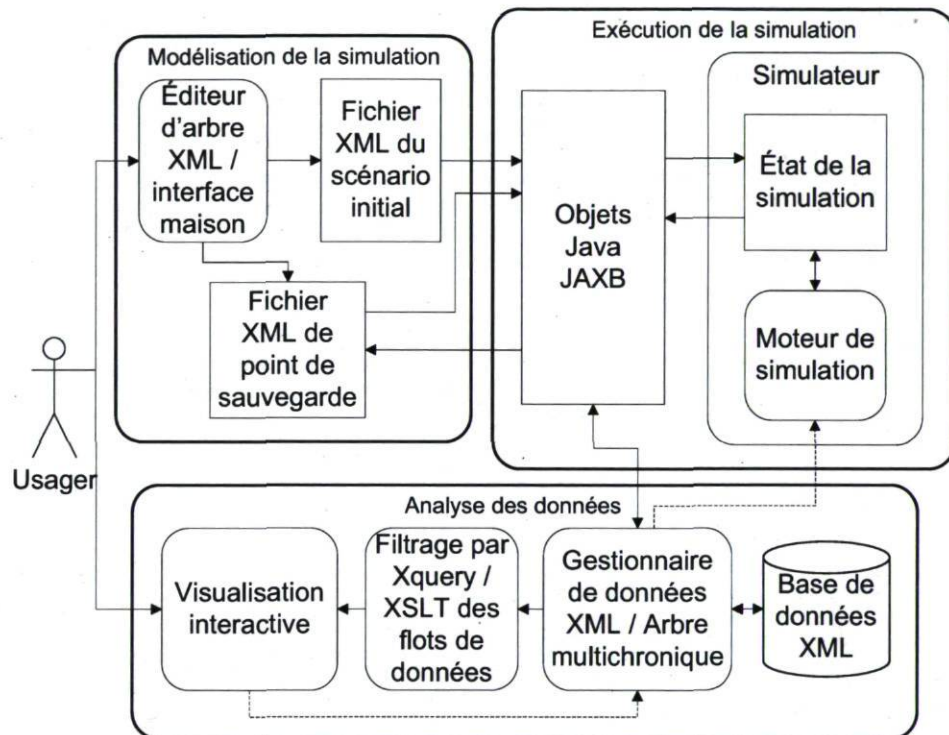 Modélisation de la simulation
Éditeur
d'arbre
XML /
interface
maison
Fichier
XML du
scénario
initial
Fichier
XML de
point de
sauvegarde
Exécution de la simulation
Objets
Java
JAXB
Simulateur
État de la
simulation
Moteur de
simulation
Usager
Analyse des données
Visualisation
interactive
Filtrage par
Xquery /
XSLT des
flots de
données
Gestionnaire
de données
XML / Arbre
multichronique
Base de
données
XML